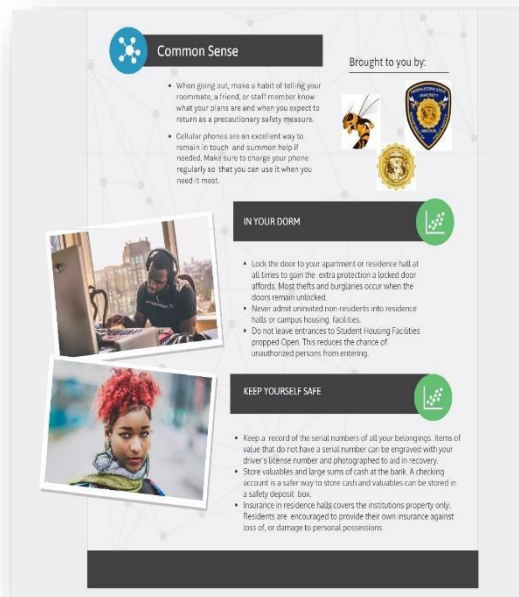 Common Sense
Brought to you by:
• When going out, make a habit of telling your
roommate, a friend, or staff member know
what your plans are and when you expect to
return as a precautionary safety measure.
• Cellular phones are an excellent way to
remain in touch and summon help if
needed. Make sure to charge your phone
regularly so that you can use it when you
need it most.
IN YOUR DORM
• Lock the door to your apartment or residence hall at
all times to gain the extra protection a locked door
affords. Most thefts and burglaries occur when the
doors remain unlocked.
• Never admit uninvited non-residents into residence
halls or campus housing facilities.
• Do not leave entrances to Student Housing Facilities
propped Open. This reduces the chance of
unauthorized persons from entering.
KEEP YOURSELF SAFE
• Keep a record of the serial numbers of all your belongings. Items of
value that do not have a serial number can be engraved with your
driver's license number and photographed to aid in recovery.
• Store valuables and large sums of cash at the bank. A checking
account is a safer way to store cash and valuables can be stored in
a safety deposit box.
• Insurance in residence halls covers the institutions property only.
Residents are encouraged to provide their own insurance against
loss of, or damage to personal possessions.